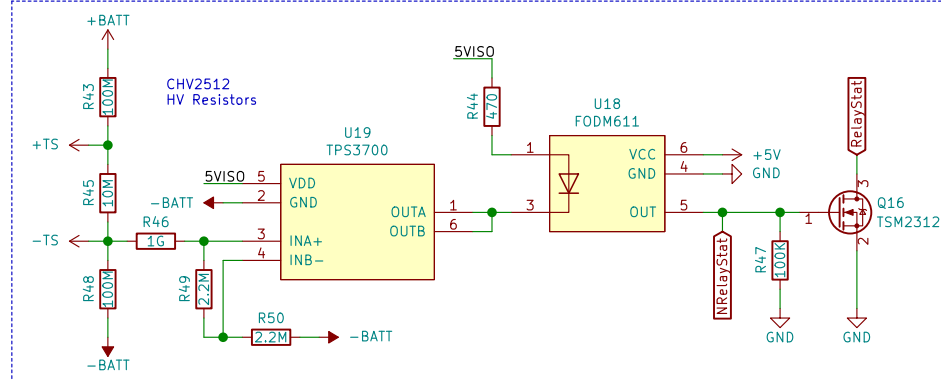 +BATT
R43
100M
CHV2512
HV Resistors
+TS
R45
10M
-TS
R46
1G
R48
100M
-BATT
U19
TPS3700
5VISO
5
VDD
-BATT
2
GND
3
INA+
4
INB-
OUTA
1
OUTB
6
R49
2.2M
R50
2.2M
-BATT
5VISO
R44
470
U18
FODM611
1
3
VCC
6
+5V
GND
4
GND
OUT
5
NRelayStat
R47
100K
GND
RelayStat
3
Q16
TSM2312
1
2
GND